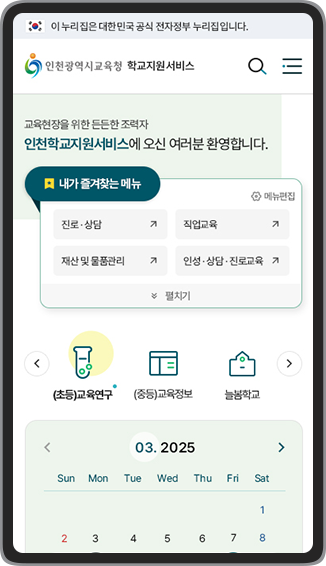 이 누리집은 대한민국 공식 전자정부 누리집입니다.
인천광역시교육청 학교지원서비스
교육현장을 위한 든든한 조력자
인천학교지원서비스에 오신 여러분 환영합니다.
내가 즐겨찾는 메뉴
메뉴편집
진로 · 상담
직업교육
재산 및 물품관리
인성 · 상담 · 진로교육
펼치기
(초등)교육연구
(중등)교육정보
늘봄학교
03. 2025
Sun Mon Tue Wed Thu Fri Sat
1
2 3 4 5 6 7 8